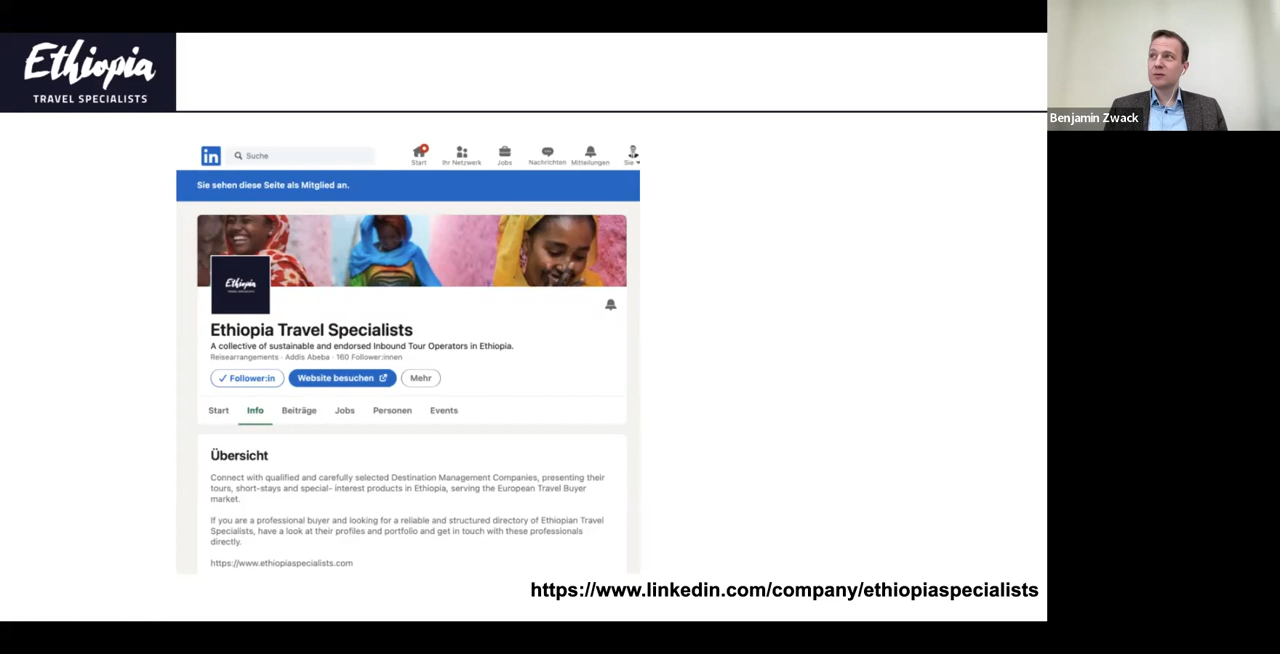 Ethiopia
TRAVEL SPECIALISTS
Benjamin Zwack
in
Suche
Start
Ihr Netzwerk
Jobs
Nachrichten
Mitteilungen
Sie
Sie sehen diese Seite als Mitglied an.
Ethiopia
TRAVEL SPECIALISTS
Ethiopia Travel Specialists
A collective of sustainable and endorsed Inbound Tour Operators in Ethiopia.
Reisearrangements · Addis Abeba · 160 Follower:innen
Follower:in
Website besuchen
Mehr
Start
Info
Beiträge
Jobs
Personen
Events
Übersicht
Connect with qualified and carefully selected Destination Management Companies, presenting their
tours, short-stays and special- interest products in Ethiopia, serving the European Travel Buyer
market.
If you are a professional buyer and looking for a reliable and structured directory of Ethiopian Travel
Specialists, have a look at their profiles and portfolio and get in touch with these professionals
directly.
https://www.ethiopiaspecialists.com
https://www.linkedin.com/company/ethiopiaspecialists